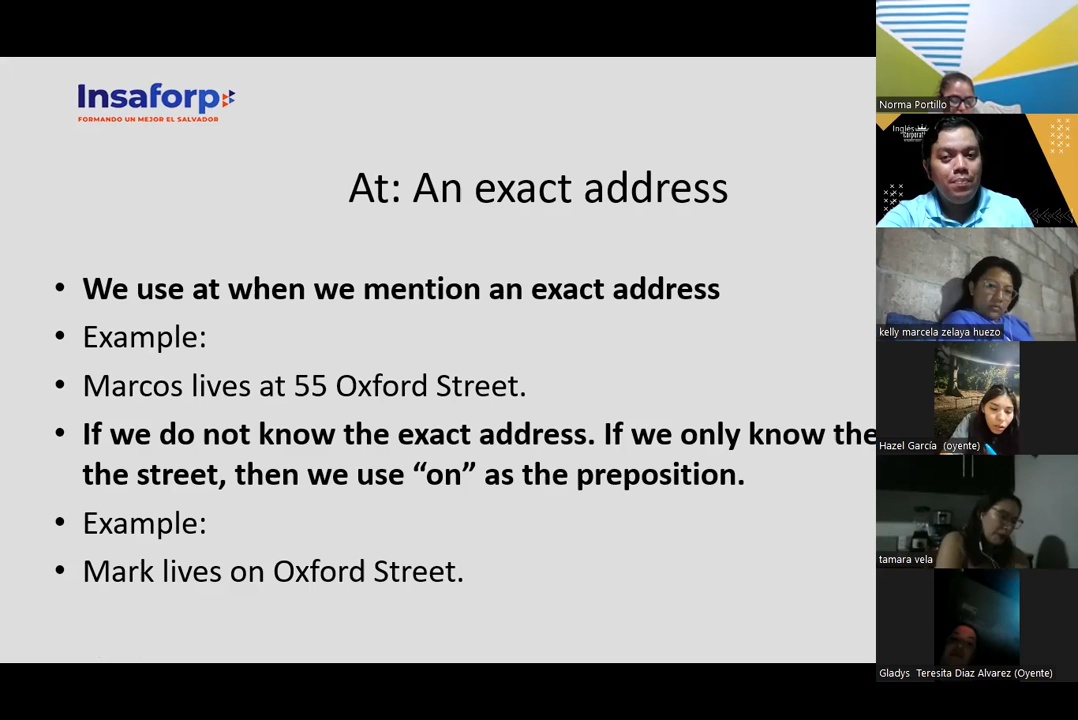 Insaforp
FORMANDO UN MEJOR EL SALVADOR
At: An exact address
• We use at when we mention an exact address
• Example:
• Marcos lives at 55 Oxford Street.
• If we do not know the exact address. If we only know the
the street, then we use “on” as the preposition.
• Example:
• Mark lives on Oxford Street.
Norma Portillo
Inglés
Corporativo
kelly marcela zelaya huezo
Hazel García (oyente)
tamara vela
Gladys Teresita Diaz Alvarez (Oyente)